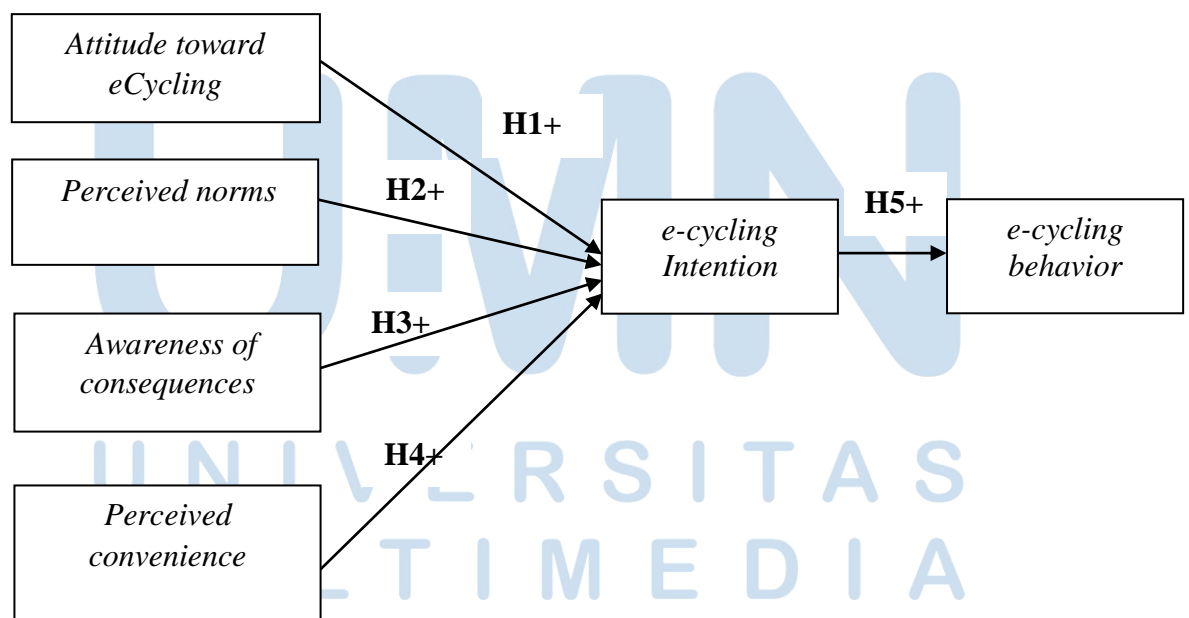 Attitude toward
eCycling
H1+
Perceived norms
H2+
e-cycling
Intention
H5+
e-cycling
behavior
H3+
Awareness of
consequences
H4+
Perceived
convenience
UMN
UNIVERSITAS
LTIMEDIA